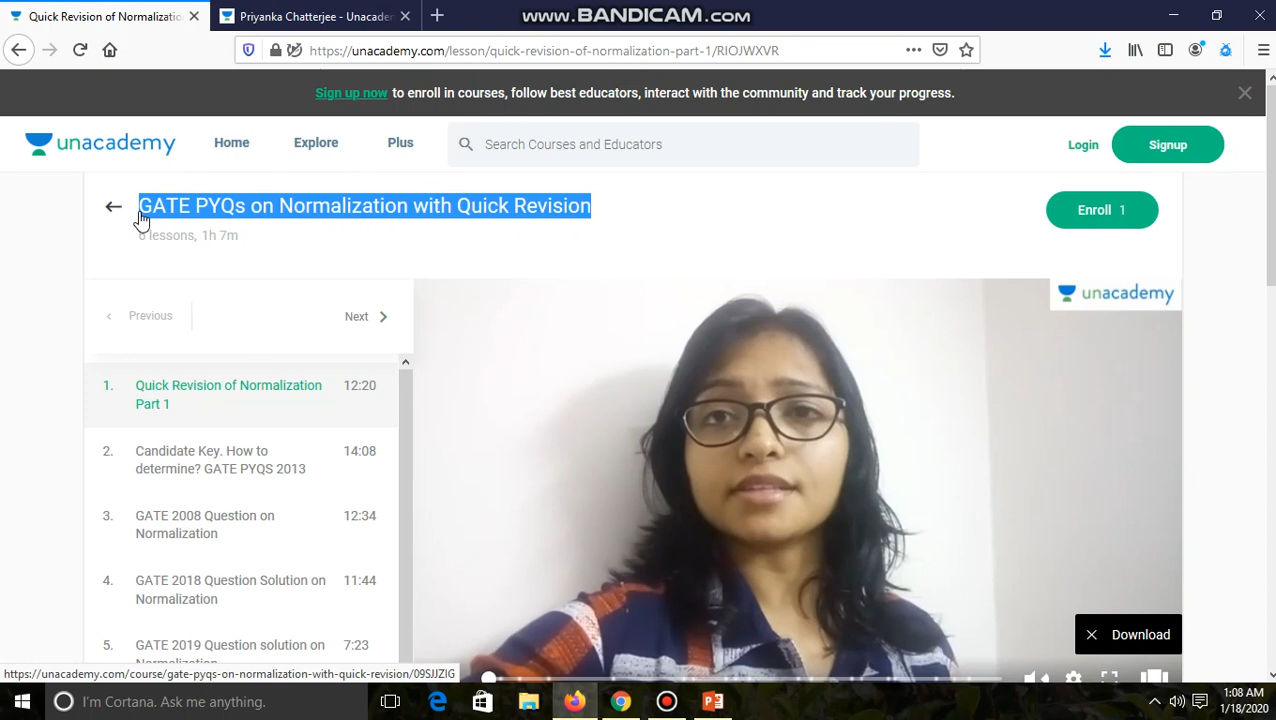 Quick Revision of Normalizatio
Priyanka Chatterjee - Unacade
www.BANDICAM.com
https://unacademy.com/lesson/quick-revision-of-normalization-part-1/RIOJWXVR
Sign up now to enroll in courses, follow best educators, interact with the community and track your progress.
unacademy
Home
Explore
Plus
Search Courses and Educators
Login
Signup
GATE PYQs on Normalization with Quick Revision
Enroll 1
6 lessons, 1h 7m
unacademy
Previous
Next
1. Quick Revision of Normalization 12:20
Part 1
2. Candidate Key. How to 14:08
determine? GATE PYQS 2013
3. GATE 2008 Question on 12:34
Normalization
4. GATE 2018 Question Solution on 11:44
Normalization
5. GATE 2019 Question solution on 7:23
Normalization
Download
https://unacademy.com/course/gate-pyqs-on-normalization-with-quick-revision/09SJJZIG
I'm Cortana. Ask me anything.
1:08 AM
1/18/2020